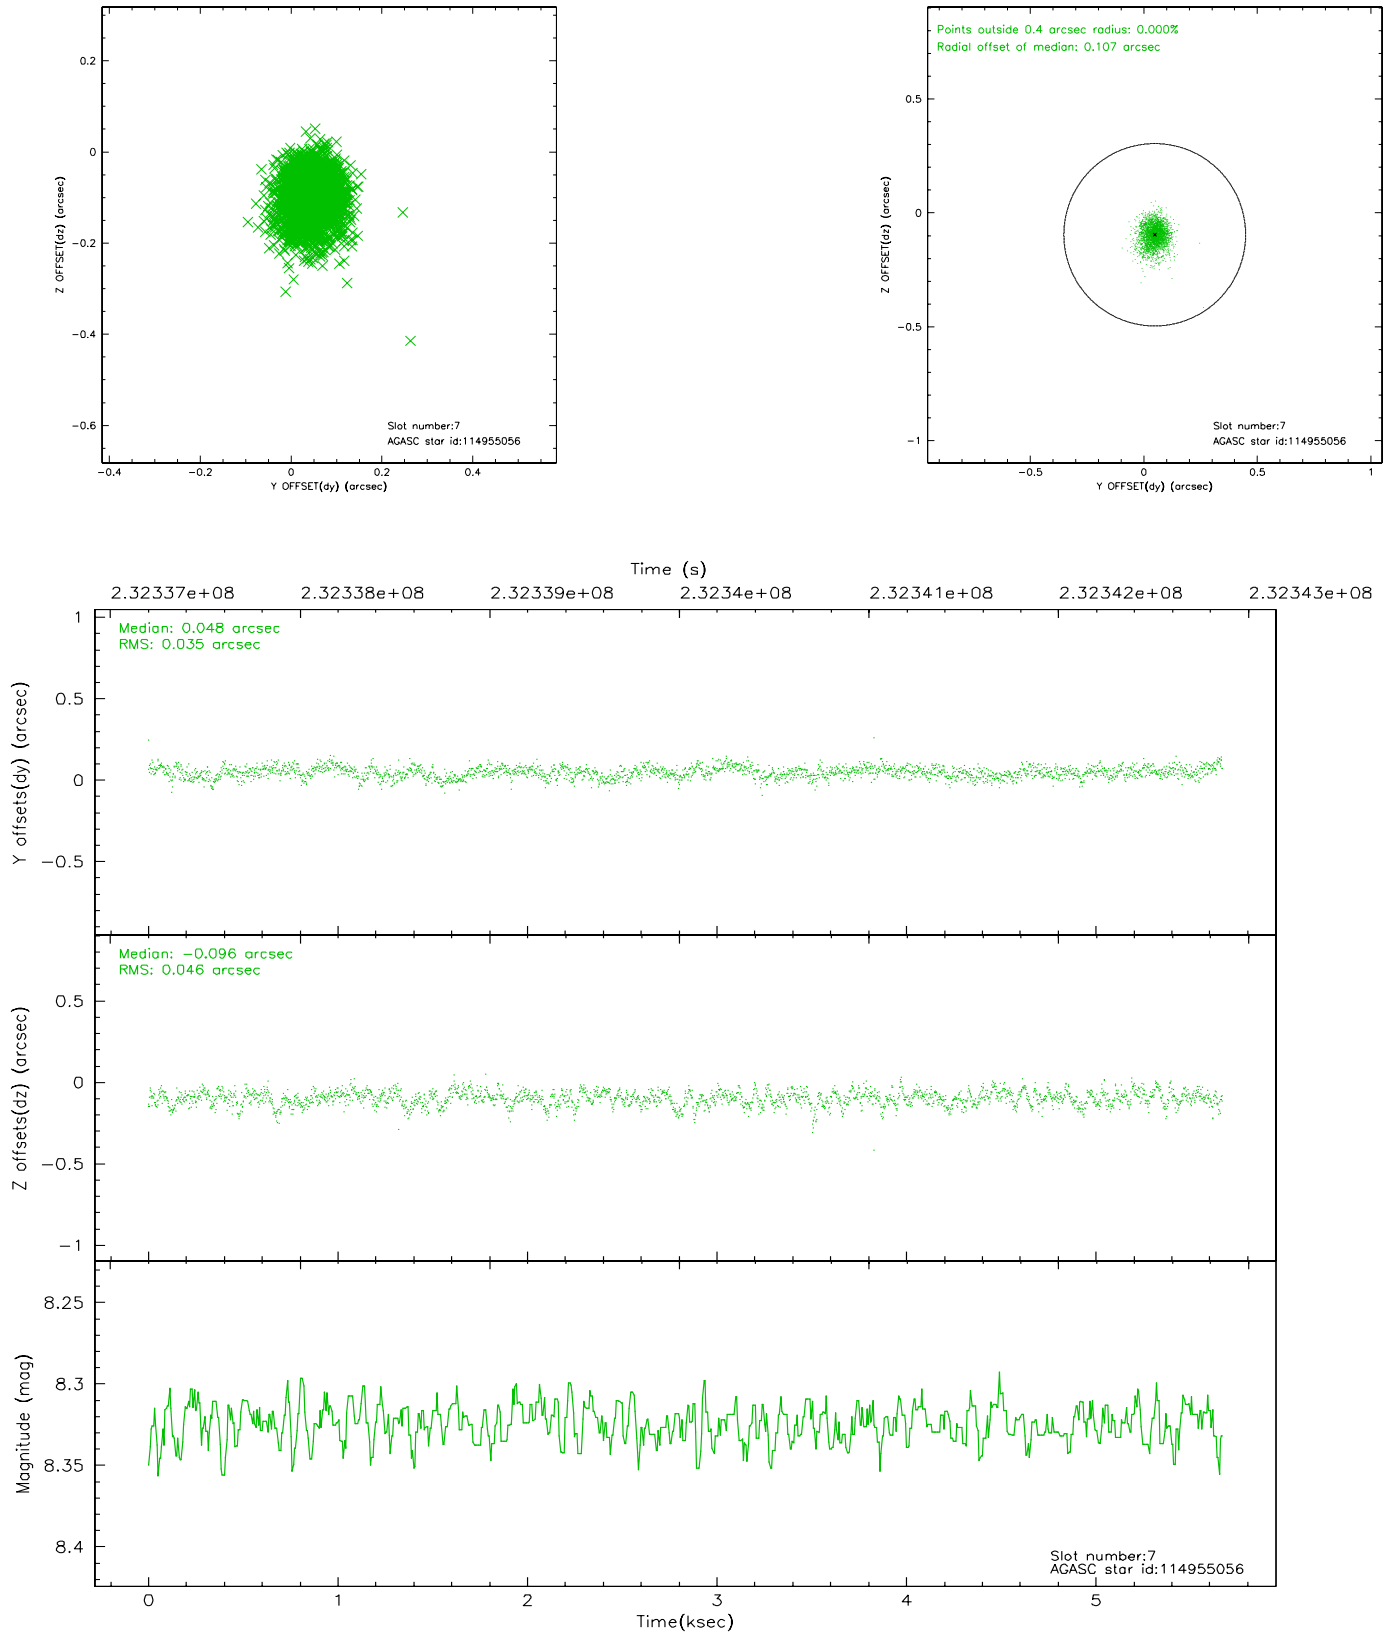 0.2
0
−0.2
−0.4
−0.6
Z OFFSET(dz) (arcsec)
Slot number:7
AGASC star id:114955056
−0.4 −0.2 0 0.2 0.4
Y OFFSET(dy) (arcsec)
Points outside 0.4 arcsec radius: 0.000%
Radial offset of median: 0.107 arcsec
0.5
0
−0.5
−1
Z OFFSET(dz) (arcsec)
Slot number:7
AGASC star id:114955056
−0.5 0 0.5 1
Y OFFSET(dy) (arcsec)
Time (s)
2.32337e+08 2.32338e+08 2.32339e+08 2.3234e+08 2.32341e+08 2.32342e+08 2.32343e+08
Median: 0.048 arcsec
RMS: 0.035 arcsec
1
0.5
0
−0.5
Y offsets(dy) (arcsec)
Median: −0.096 arcsec
RMS: 0.046 arcsec
0.5
0
−0.5
−1
Z offsets(dz) (arcsec)
8.25
8.3
8.35
8.4
Magnitude (mag)
Slot number:7
AGASC star id:114955056
0 1 2 3 4 5
Time(ksec)